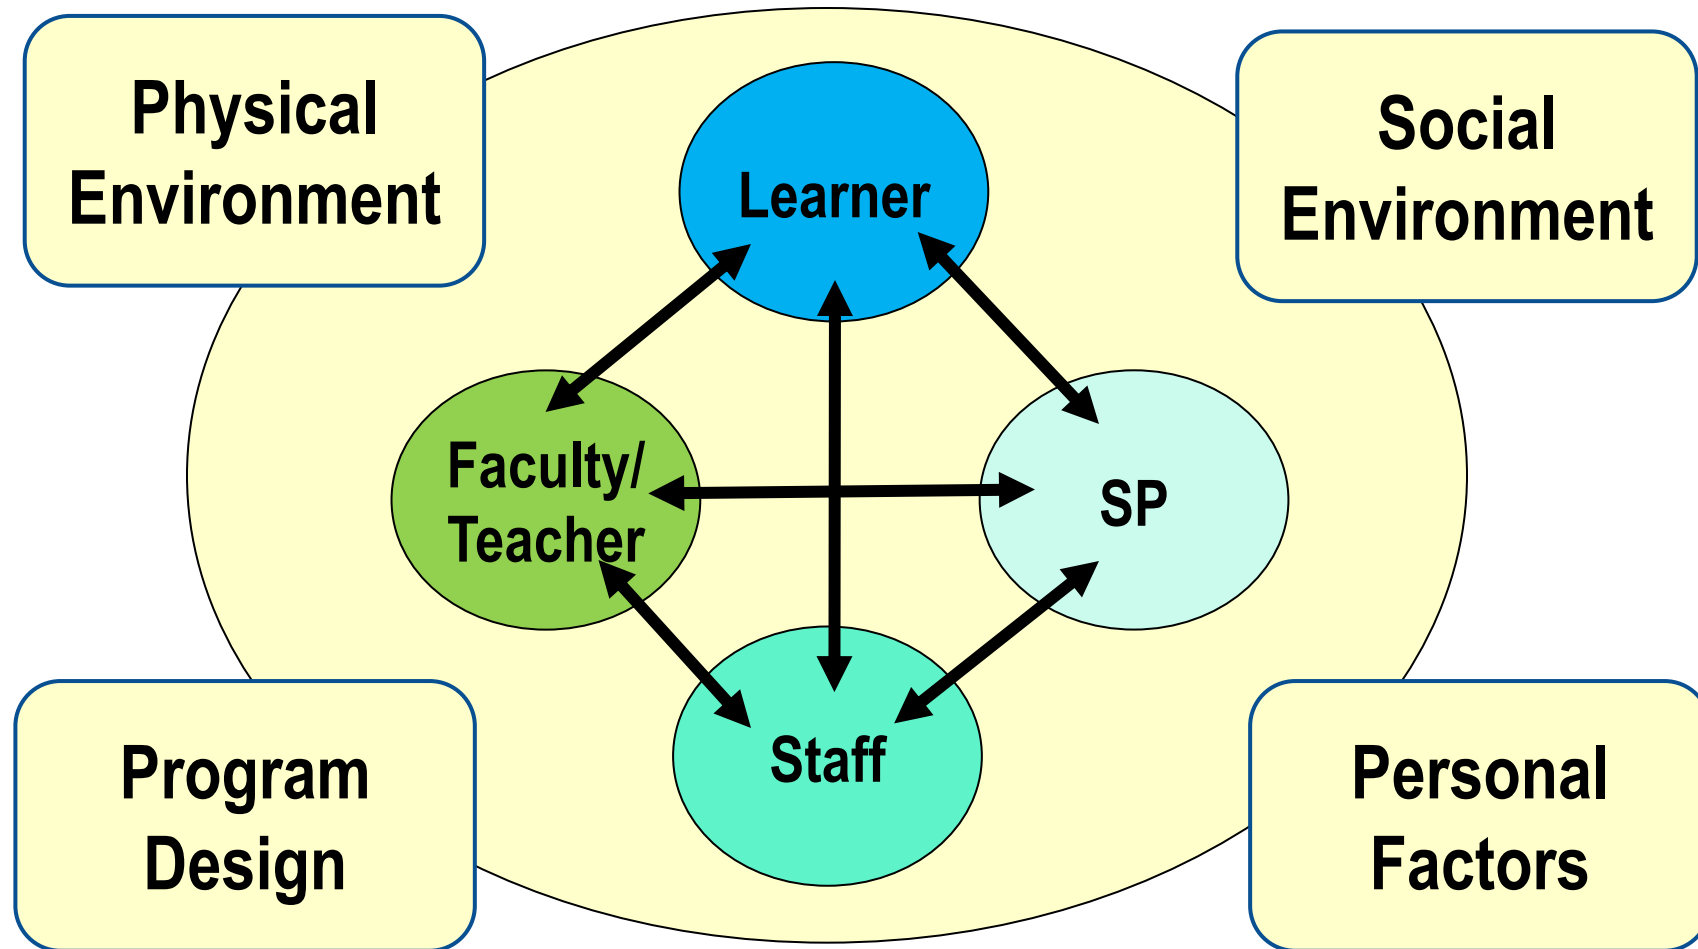 Physical
Environment
Social
Environment
Learner
Faculty/
Teacher
SP
Staff
Program
Design
Personal
Factors